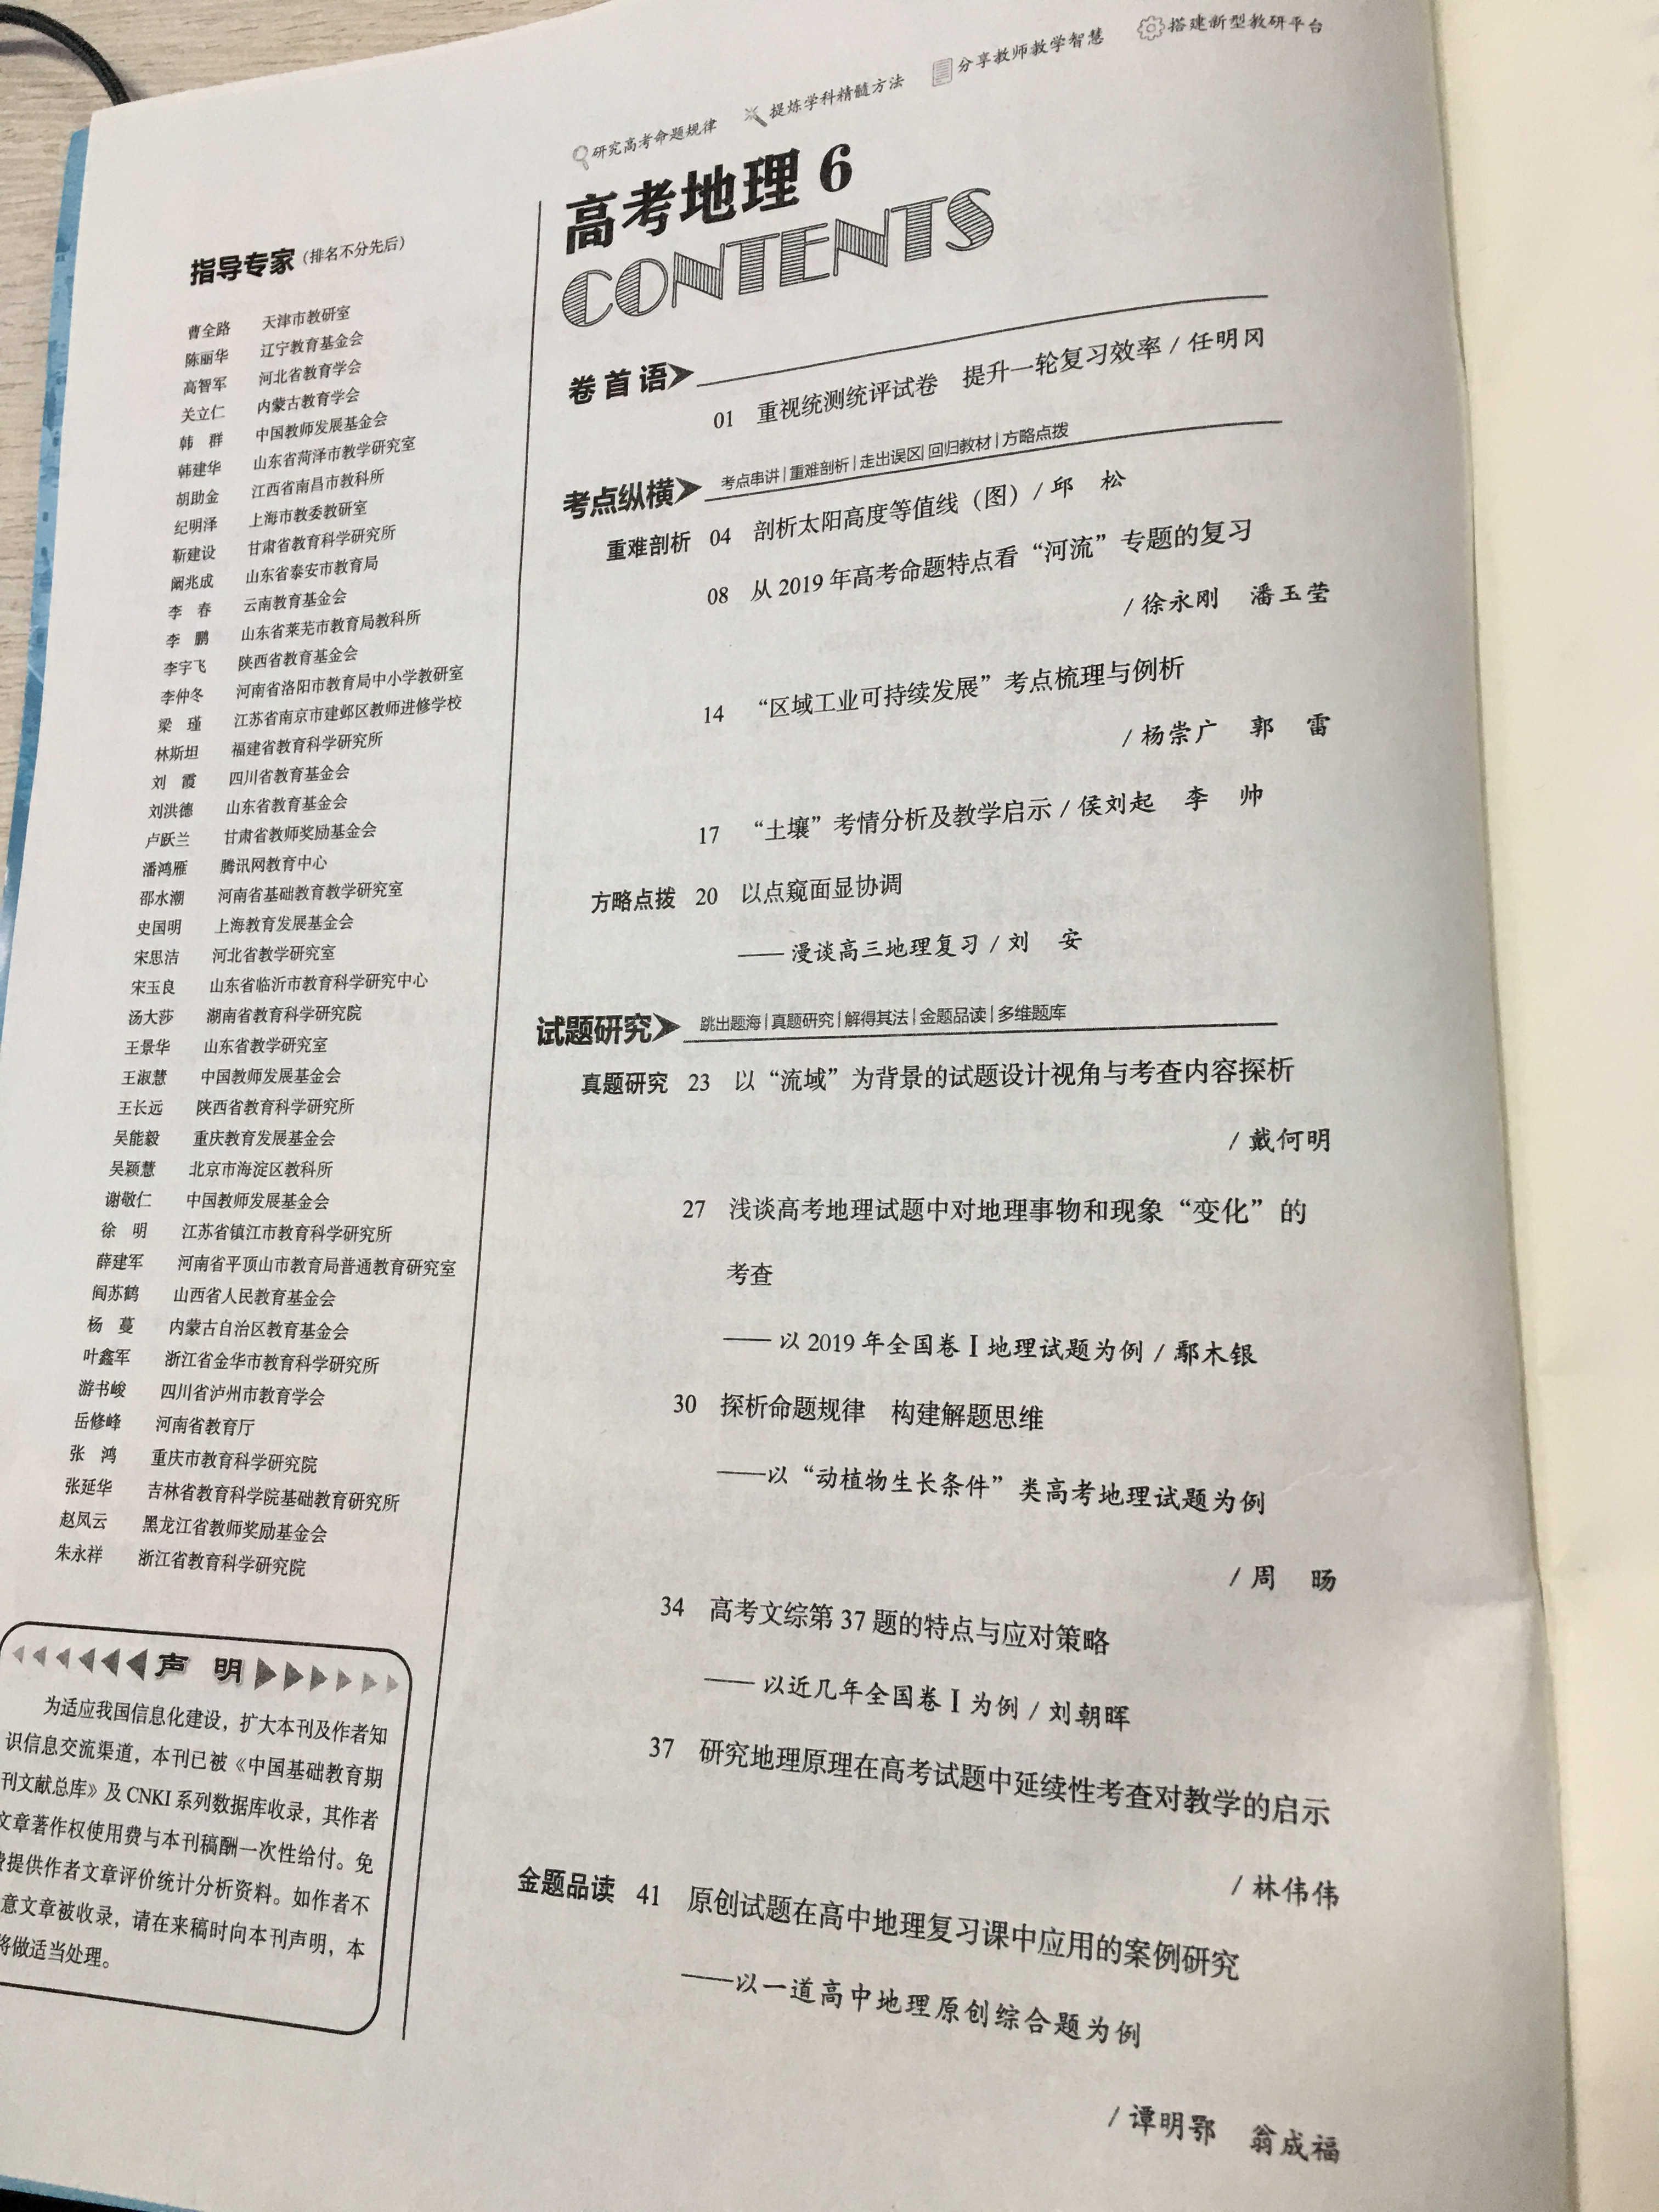 研究高考命题规律 提炼学科精髓方法 分享教师教学智慧 搭建新型教研平台
指导专家（排名不分先后）
曹全路 天津市教研室
陈丽华 辽宁教育基金会
高智军 河北省教育学会
关立仁 内蒙古教育学会
韩 群 中国教师发展基金会
韩建华 山东省菏泽市教学研究室
胡助金 江西省南昌市教科所
纪明泽 上海市教委教研室
靳建设 甘肃省教育科学研究所
阚兆成 山东省泰安市教育局
李 春 云南教育基金会
李 鹏 山东省莱芜市教育局教科所
李宇飞 陕西省教育基金会
李仲冬 河南省洛阳市教育局中小学教研室
梁 瑾 江苏省南京市建邺区教师进修学校
林斯坦 福建省教育科学研究所
刘 霞 四川省教育基金会
刘洪德 山东省教育基金会
卢跃兰 甘肃省教师奖励基金会
潘鸿雁 腾讯网教育中心
邵水潮 河南省基础教育教学研究室
史国明 上海教育发展基金会
宋思洁 河北省教学研究室
宋玉良 山东省临沂市教育科学研究中心
汤大莎 湖南省教育科学研究院
王景华 山东省教学研究室
王淑慧 中国教师发展基金会
王长远 陕西省教育科学研究所
吴能毅 重庆教育发展基金会
吴颖慧 北京市海淀区教科所
谢敬仁 中国教师发展基金会
徐 明 江苏省镇江市教育科学研究所
薛建军 河南省平顶山市教育局普通教育研究室
阎苏鹤 山西省人民教育基金会
杨 蔓 内蒙古自治区教育基金会
叶鑫军 浙江省金华市教育科学研究所
游书峻 四川省泸州市教育学会
岳修峰 河南省教育厅
张 鸿 重庆市教育科学研究院
张延华 吉林省教育科学院基础教育研究所
赵凤云 黑龙江省教师奖励基金会
朱永祥 浙江省教育科学研究院
声 明
为适应我国信息化建设，扩大本刊及作者知
识信息交流渠道，本刊已被《中国基础教育期
刊文献总库》及 CNKI 系列数据库收录，其作者
文章著作权使用费与本刊稿酬一次性给付。免
费提供作者文章评价统计分析资料。如作者不
意文章被收录，请在来稿时向本刊声明，本
将做适当处理。
高考地理 6
CONTENTS
卷首语
01 重视统测统评试卷 提升一轮复习效率 / 任明冈
考点纵横 考点串讲|重难剖析|走出误区|回归教材|方略点拨
重难剖析 04 剖析太阳高度等值线（图）/ 邱 松
08 从 2019 年高考命题特点看“河流”专题的复习
/ 徐永刚 潘玉莹
14 “区域工业可持续发展”考点梳理与例析
/ 杨崇广 郭 雷
17 “土壤”考情分析及教学启示 / 侯刘起 李 帅
方略点拨 20 以点窥面显协调
—— 漫谈高三地理复习 / 刘 安
试题研究 跳出题海|真题研究|解得其法|金题品读|多维题库
真题研究 23 以“流域”为背景的试题设计视角与考查内容探析
/ 戴何明
27 浅谈高考地理试题中对地理事物和现象“变化”的
考查
—— 以 2019 年全国卷Ⅰ地理试题为例 / 鄢木银
30 探析命题规律 构建解题思维
——以“动植物生长条件”类高考地理试题为例
/ 周 旸
34 高考文综第 37 题的特点与应对策略
—— 以近几年全国卷Ⅰ为例 / 刘朝晖
37 研究地理原理在高考试题中延续性考查对教学的启示
/ 林伟伟
金题品读 41 原创试题在高中地理复习课中应用的案例研究
——以一道高中地理原创综合题为例
/ 谭明鄂 翁成福